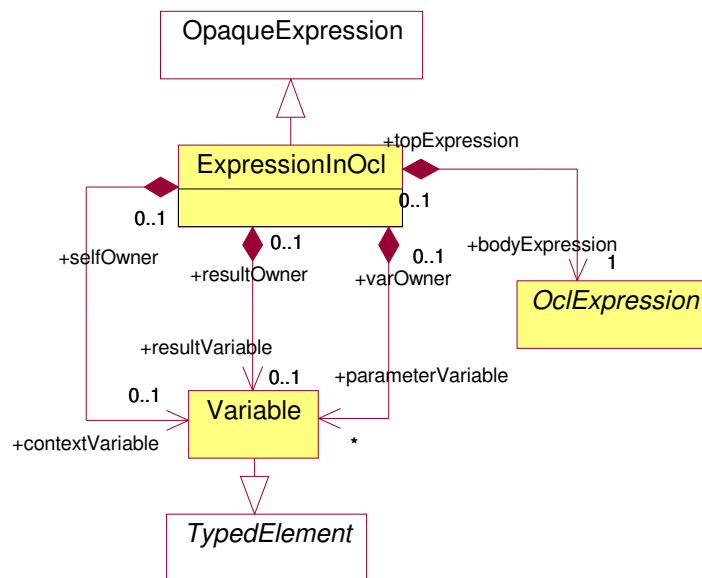 OpaqueExpression
+topExpression
ExpressionInOcl
0..1
0..1
0..1
0..1
+selfOwner
+resultOwner
+varOwner
+bodyExpression
1
OclExpression
+resultVariable
+parameterVariable
0..1
0..1
Variable
+contextVariable
*
TypedElement